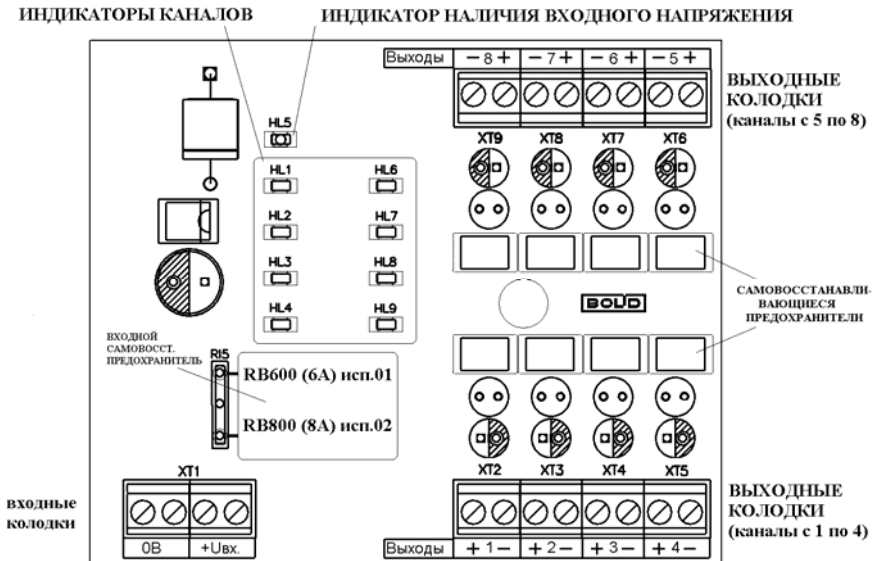 ИНДИКАТОРЫ КАНАЛОВ
ИНДИКАТОР НАЛИЧИЯ ВХОДНОГО НАПРЯЖЕНИЯ
Выходы
− 8 +
− 7 +
− 6 +
− 5 +
ВЫХОДНЫЕ
КОЛОДКИ
(каналы с 5 по 8)
XT9
XT8
XT7
XT6
HL5
HL1
HL6
HL2
HL7
HL3
HL8
HL4
HL9
BOLID
САМОВОССТАНАВЛИ-
ВАЮЩИЕСЯ
ПРЕДОХРАНИТЕЛИ
ВХОДНОЙ
САМОВОССТ.
ПРЕДОХРАНИТЕЛЬ
RI5
RB600 (6А) исп.01
RB800 (8А) исп.02
XT1
входные
колодки
0В
+Uвх.
XT2
XT3
XT4
XT5
Выходы
+ 1 −
+ 2 −
+ 3 −
+ 4 −
ВЫХОДНЫЕ
КОЛОДКИ
(каналы с 1 по 4)